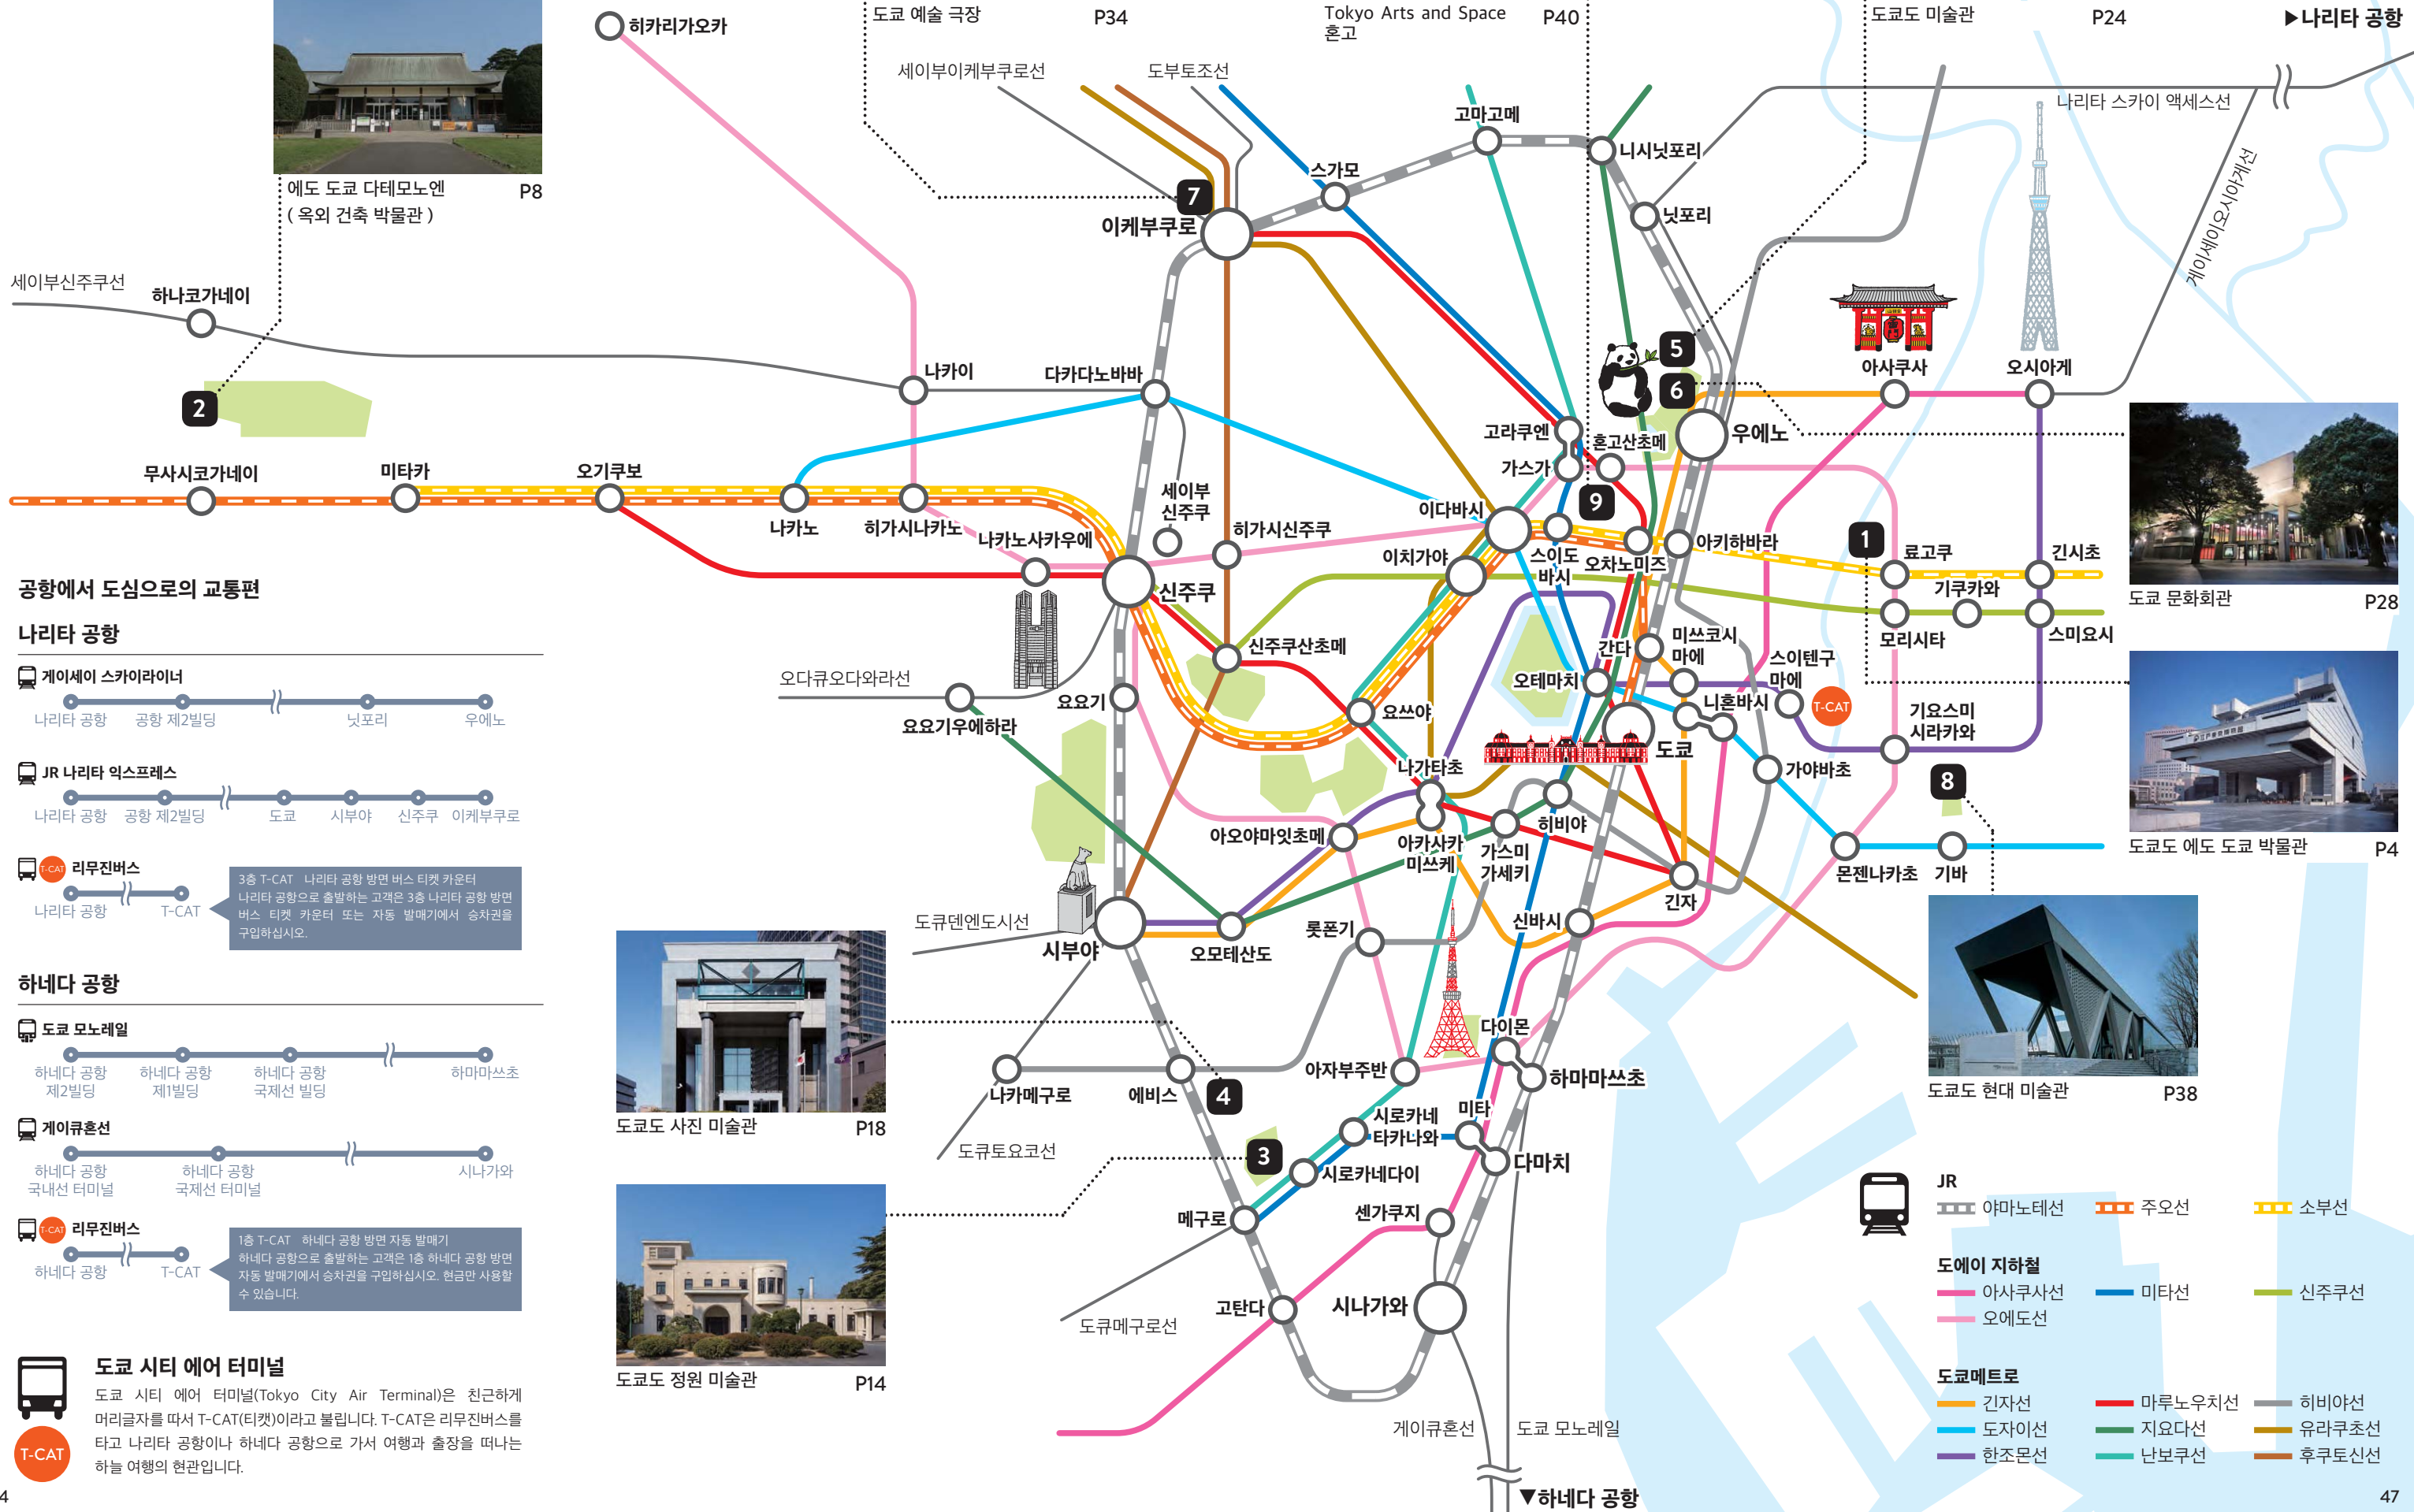 도쿄 예술 극장 P34
Tokyo Arts and Space P40
혼고
도쿄도 미술관 P24
▶나리타 공항
히카리가오카
세이부이케부쿠로선
도부토조선
나리타 스카이 액세스선
게이세이오시아게선
에도 도쿄 다테모노엔 P8
( 옥외 건축 박물관 )
고마고메
니시닛포리
스가모
닛포리
7
이케부쿠로
세이부신주쿠선
하나코가네이
2
나카이
다카다노바바
5
6
아사쿠사
오시아게
우에노
고라쿠엔
혼고산초메
가스가
9
무사시코가네이
미타카
오기쿠보
나카노
히가시나카노
나카노사카우에
세이부
신주쿠
히가시신주쿠
이다바시
이치가야
스이도
바시
오차노미즈
아키하바라
1
료고쿠
긴시초
기쿠카와
모리시타
스미요시
도쿄 문화회관 P28
신주쿠
신주쿠산초메
간다
미쓰코시
마에
스이텐구
마에
T-CAT
오테마치
니혼바시
오다큐오다와라선
요요기우에하라
요요기
요쓰야
도쿄
기요스미
시라카와
가야바초
나가타초
8
도쿄도 에도 도쿄 박물관 P4
아오야마잇초메
아카사카
미쓰케
가스미
가세키
히비야
긴자
몬젠나카초
기바
도큐덴엔도시선
시부야
오모테산도
롯폰기
신바시
도쿄도 현대 미술관 P38
다이몬
하마마쓰초
아자부주반
나카메구로
에비스
4
도쿄도 사진 미술관 P18
도큐토요코선
시로카네
타카나와
미타
다마치
3
시로카네다이
메구로
센가쿠지
도쿄도 정원 미술관 P14
도큐메구로선
고탄다
시나가와
게이큐혼선
도쿄 모노레일
▼하네다 공항
공항에서 도심으로의 교통편
나리타 공항
게이세이 스카이라이너
나리타 공항 공항 제2빌딩 닛포리 우에노
JR 나리타 익스프레스
나리타 공항 공항 제2빌딩 도쿄 시부야 신주쿠 이케부쿠로
T-CAT 리무진버스
나리타 공항 T-CAT
3층 T-CAT 나리타 공항 방면 버스 티켓 카운터
나리타 공항으로 출발하는 고객은 3층 나리타 공항 방면
버스 티켓 카운터 또는 자동 발매기에서 승차권을
구입하십시오.
하네다 공항
도쿄 모노레일
하네다 공항 하네다 공항 하네다 공항 하마마쓰초
제2빌딩 제1빌딩 국제선 빌딩
게이큐혼선
하네다 공항 하네다 공항 시나가와
국내선 터미널 국제선 터미널
T-CAT 리무진버스
하네다 공항 T-CAT
1층 T-CAT 하네다 공항 방면 자동 발매기
하네다 공항으로 출발하는 고객은 1층 하네다 공항 방면
자동 발매기에서 승차권을 구입하십시오. 현금만 사용할
수 있습니다.
도쿄 시티 에어 터미널
도쿄 시티 에어 터미널(Tokyo City Air Terminal)은 친근하게
머리글자를 따서 T-CAT(티캣)이라고 불립니다. T-CAT은 리무진버스를
타고 나리타 공항이나 하네다 공항으로 가서 여행과 출장을 떠나는
하늘 여행의 현관입니다.
T-CAT
JR
야마노테선 주오선 소부선
도에이 지하철
아사쿠사선 미타선 신주쿠선
오에도선
도쿄메트로
긴자선 마루노우치선 히비야선
도자이선 지요다선 유라쿠초선
한조몬선 난보쿠선 후쿠토신선
4
47